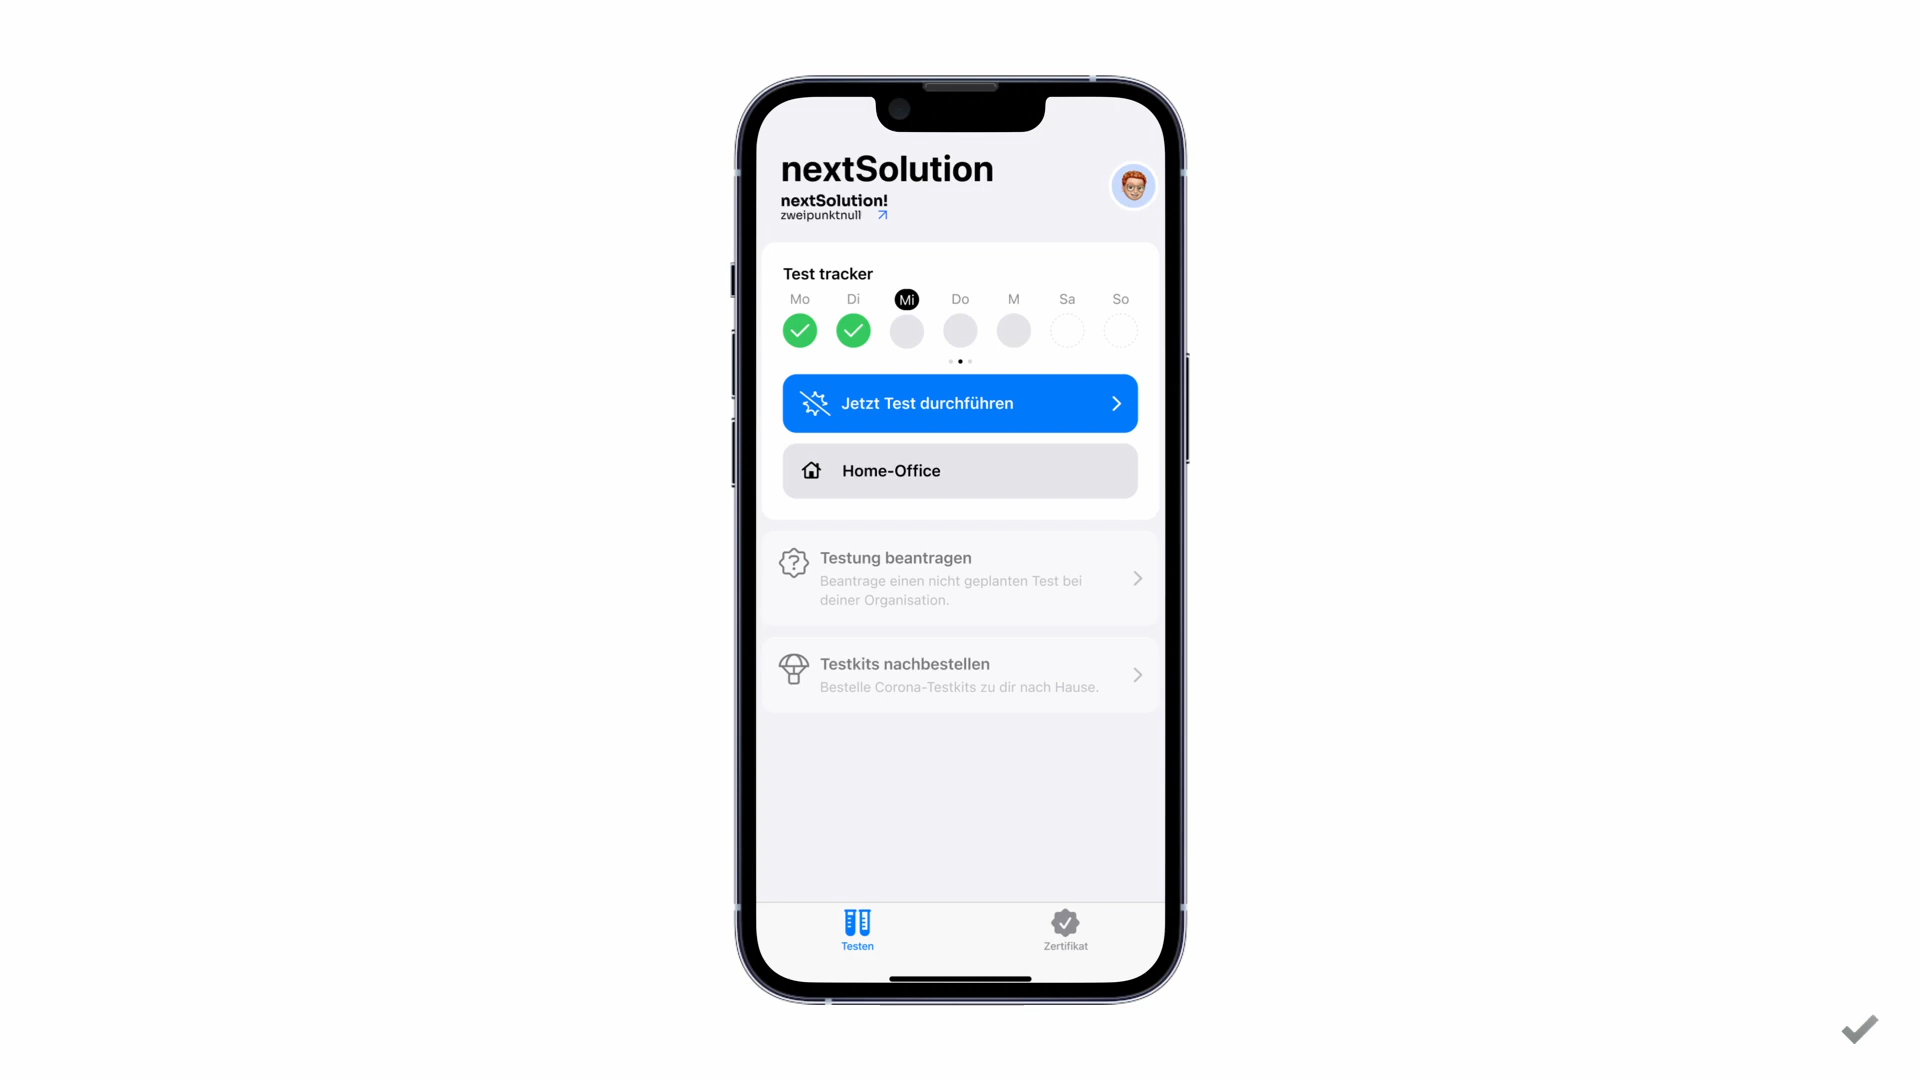 nextSolution
nextSolution!
zweipunktnull
Test tracker
Mo Di Mi Do M Sa So
Jetzt Test durchführen
Home-Office
Testung beantragen
Beantrage einen nicht geplanten Test bei
deiner Organisation.
Testkits nachbestellen
Bestelle Corona-Testkits zu dir nach Hause.
Testen Zertifikat